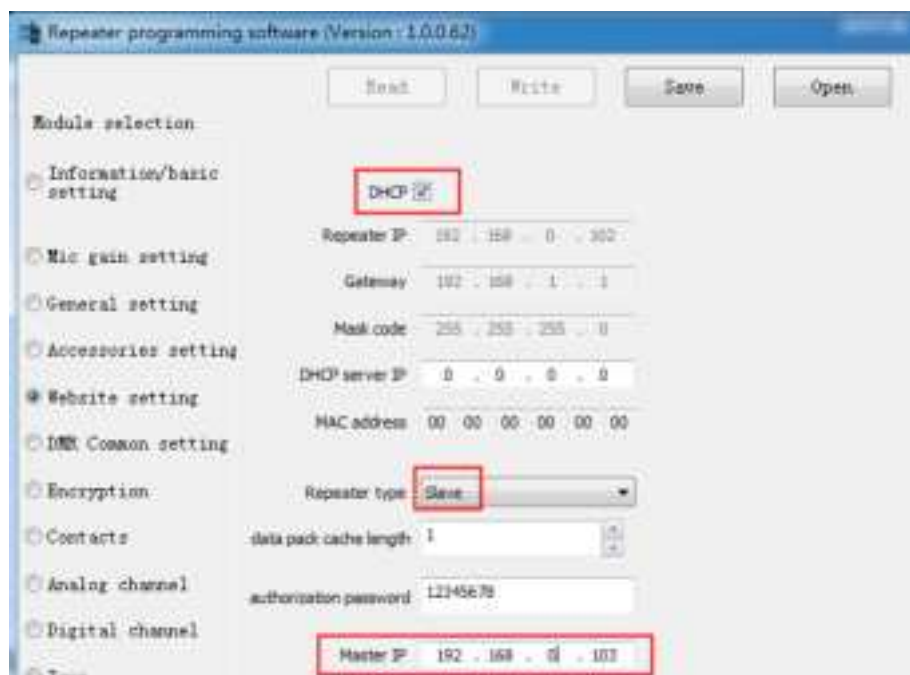 Repeater programming software (Version : 1.0.0.62)
Read Write Save Open
Module selection
Information/basic
setting
DHCP
Repeater IP 192 . 168 . 0 . 102
Mic gain setting
Gateway 192 . 168 . 1 . 1
General setting
Mask code 255 . 255 . 255 . 0
Accessories setting
DHCP server IP 0 . 0 . 0 . 0
Website setting
MAC address 00 00 00 00 00 00
DMR Common setting
Encryption
Repeater type Slave
Contacts
data pack cache length 1
Analog channel
authorization password 12345678
Digital channel
Master IP 192 . 168 . 0 . 103